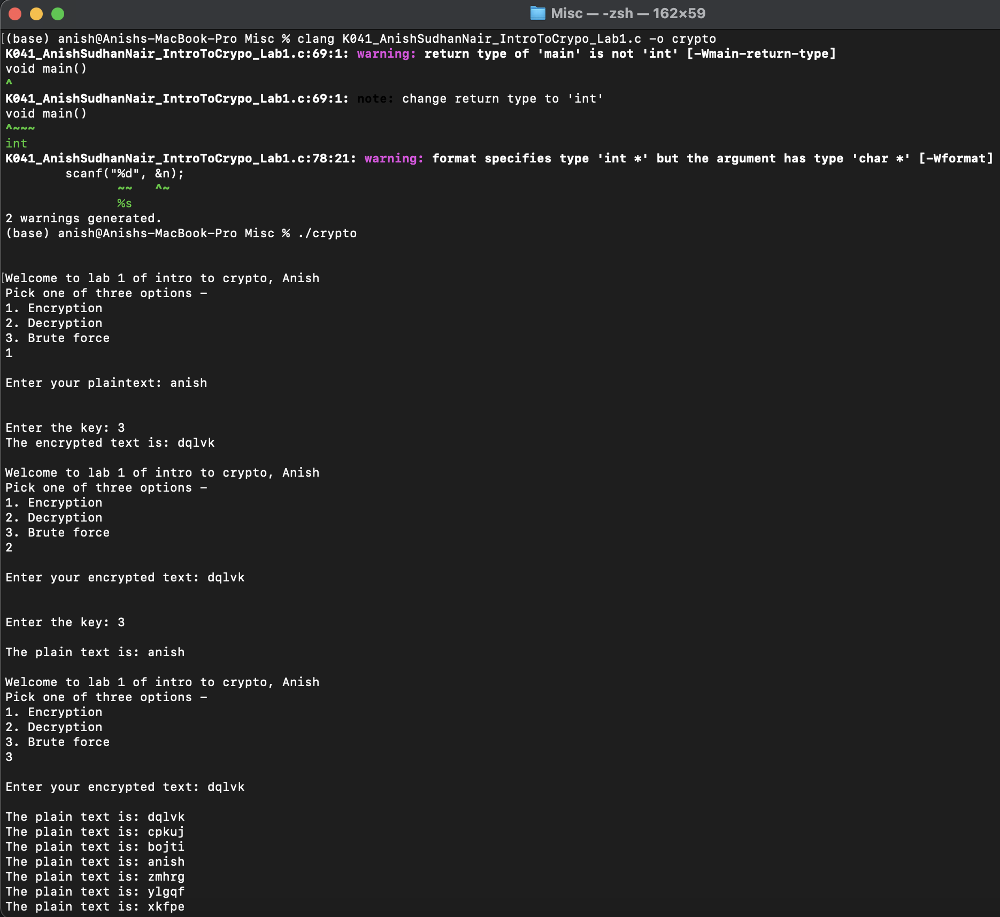 Misc — -zsh — 162×59
(base) anish@Anishs-MacBook-Pro Misc % clang K041_AnishSudhanNair_IntroToCrypo_Lab1.c -o crypto
K041_AnishSudhanNair_IntroToCrypo_Lab1.c:69:1: warning: return type of 'main' is not 'int' [-Wmain-return-type]
void main()
^
K041_AnishSudhanNair_IntroToCrypo_Lab1.c:69:1: note: change return type to 'int'
void main()
^~~~
int
K041_AnishSudhanNair_IntroToCrypo_Lab1.c:78:21: warning: format specifies type 'int *' but the argument has type 'char *' [-Wformat]
        scanf("%d", &n);
               ~~   ^~
               %s
2 warnings generated.
(base) anish@Anishs-MacBook-Pro Misc % ./crypto
Welcome to lab 1 of intro to crypto, Anish
Pick one of three options -
1. Encryption
2. Decryption
3. Brute force
1
Enter your plaintext: anish
Enter the key: 3
The encrypted text is: dqlvk
Welcome to lab 1 of intro to crypto, Anish
Pick one of three options -
1. Encryption
2. Decryption
3. Brute force
2
Enter your encrypted text: dqlvk
Enter the key: 3
The plain text is: anish
Welcome to lab 1 of intro to crypto, Anish
Pick one of three options -
1. Encryption
2. Decryption
3. Brute force
3
Enter your encrypted text: dqlvk
The plain text is: dqlvk
The plain text is: cpkuj
The plain text is: bojti
The plain text is: anish
The plain text is: zmhrg
The plain text is: ylgqf
The plain text is: xkfpe